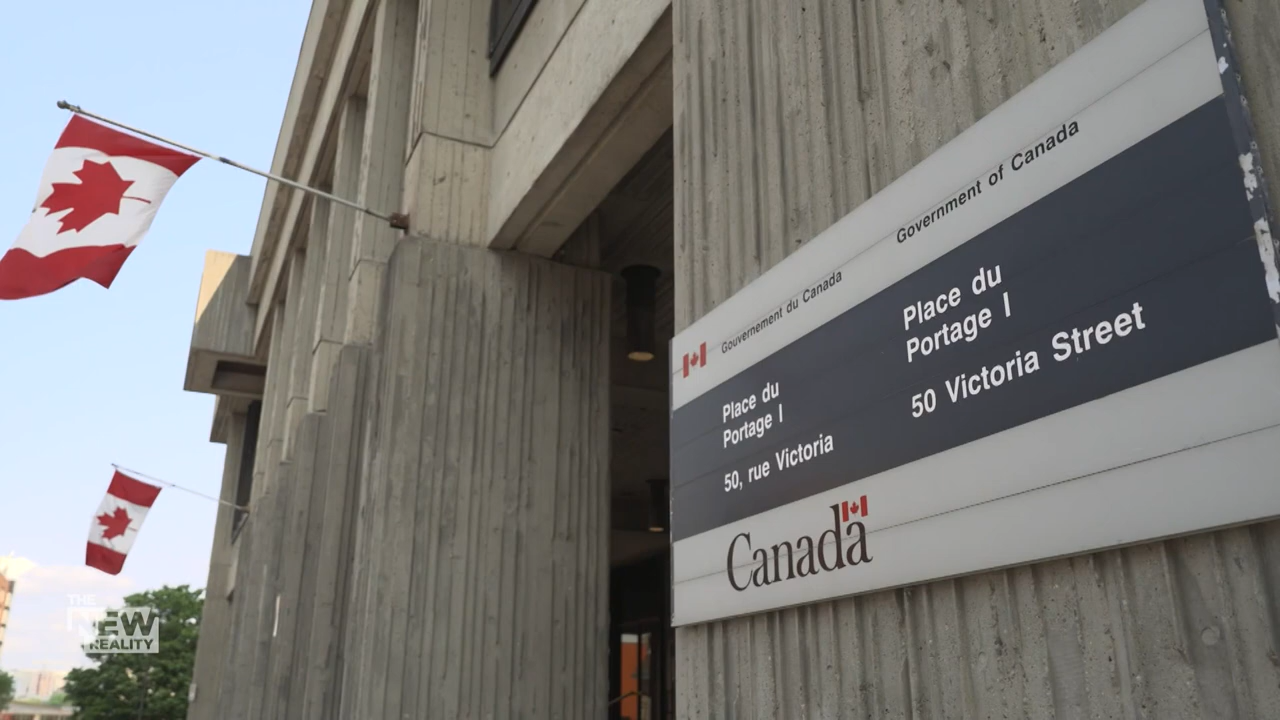 Gouvernement du Canada
Government of Canada
Place du
Portage I
50, rue Victoria
Place du
Portage I
50 Victoria Street
Canada
THE
NEW
REALITY